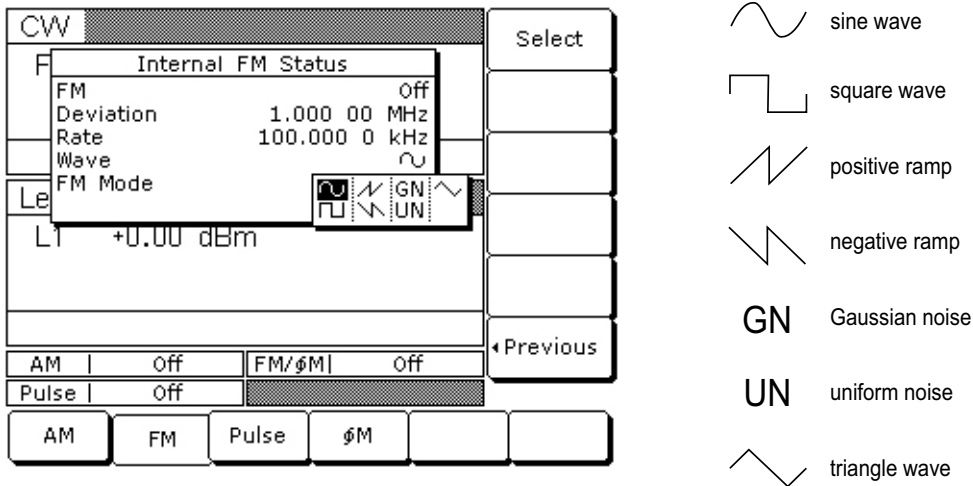 CW
Select
F
Internal FM Status
FM Off
Deviation 1.000 00 MHz
Rate 100.000 0 kHz
Wave
FM Mode
GN
UN
Le
L1 +0.00 dBm
◂Previous
AM | Off FM/ϕM| Off
Pulse | Off
AM FM Pulse ϕM
sine wave
square wave
positive ramp
negative ramp
GN Gaussian noise
UN uniform noise
triangle wave